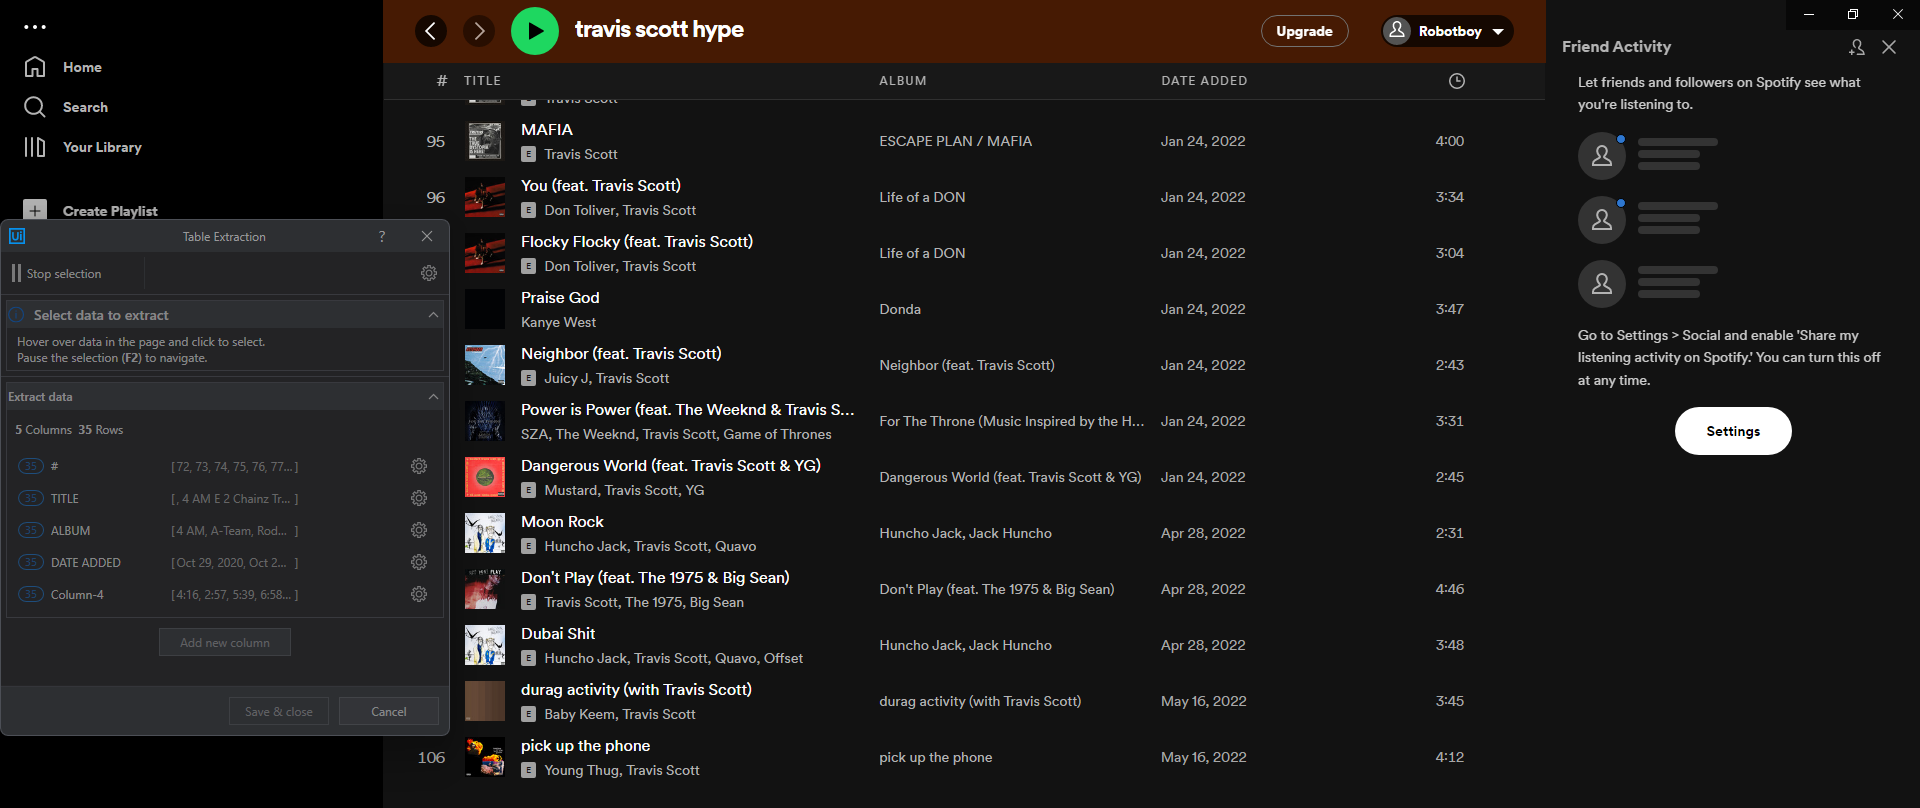 Home
Search
Your Library
Create Playlist
Ui
Table Extraction
?
Stop selection
Select data to extract
Hover over data in the page and click to select.
Pause the selection (F2) to navigate.
Extract data
5 Columns 35 Rows
35 # [72, 73, 74, 75, 76, 77... ]
35 TITLE [, 4 AM E 2 Chainz Tr... ]
35 ALBUM [4 AM, A-Team, Rod... ]
35 DATE ADDED [Oct 29, 2020, Oct 2... ]
35 Column-4 [4:16, 2:57, 5:39, 6:58... ]
Add new column
Save & close
Cancel
travis scott hype
Upgrade
Robotboy
# TITLE ALBUM DATE ADDED
E Travis Scott
95 MAFIA ESCAPE PLAN / MAFIA Jan 24, 2022 4:00
E Travis Scott
96 You (feat. Travis Scott) Life of a DON Jan 24, 2022 3:34
E Don Toliver, Travis Scott
Flocky Flocky (feat. Travis Scott) Life of a DON Jan 24, 2022 3:04
E Don Toliver, Travis Scott
Praise God Donda Jan 24, 2022 3:47
Kanye West
Neighbor (feat. Travis Scott) Neighbor (feat. Travis Scott) Jan 24, 2022 2:43
E Juicy J, Travis Scott
Power is Power (feat. The Weeknd & Travis S... For The Throne (Music Inspired by the H... Jan 24, 2022 3:31
SZA, The Weeknd, Travis Scott, Game of Thrones
Dangerous World (feat. Travis Scott & YG) Dangerous World (feat. Travis Scott & YG) Jan 24, 2022 2:45
E Mustard, Travis Scott, YG
Moon Rock Huncho Jack, Jack Huncho Apr 28, 2022 2:31
E Huncho Jack, Travis Scott, Quavo
Don't Play (feat. The 1975 & Big Sean) Don't Play (feat. The 1975 & Big Sean) Apr 28, 2022 4:46
E Travis Scott, The 1975, Big Sean
Dubai Shit Huncho Jack, Jack Huncho Apr 28, 2022 3:48
E Huncho Jack, Travis Scott, Quavo, Offset
durag activity (with Travis Scott) durag activity (with Travis Scott) May 16, 2022 3:45
E Baby Keem, Travis Scott
106 pick up the phone pick up the phone May 16, 2022 4:12
E Young Thug, Travis Scott
Friend Activity
Let friends and followers on Spotify see what
you're listening to.
Go to Settings > Social and enable 'Share my
listening activity on Spotify.' You can turn this off
at any time.
Settings